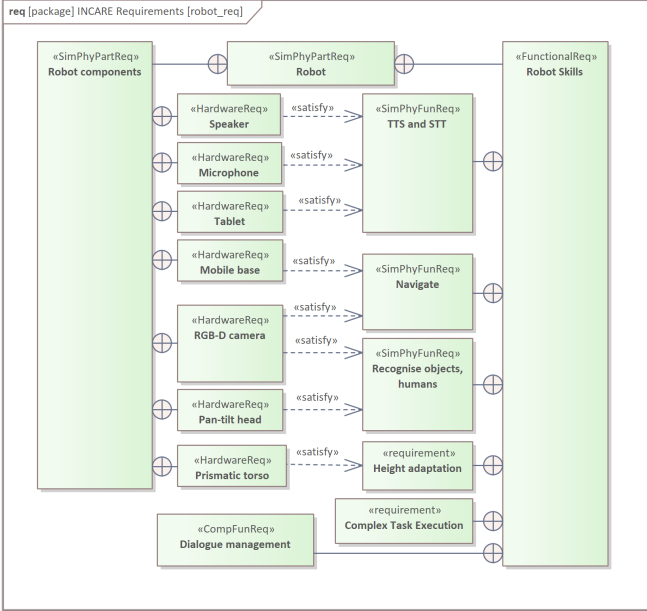 req [package] INCARE Requirements [robot_req]
«SimPhyPartReq»
Robot components
«SimPhyPartReq»
Robot
«FunctionalReq»
Robot Skills
«HardwareReq»
Speaker
«satisfy»
«SimPhyFunReq»
TTS and STT
«HardwareReq»
Microphone
«satisfy»
«HardwareReq»
Tablet
«satisfy»
«HardwareReq»
Mobile base
«satisfy»
«SimPhyFunReq»
Navigate
«HardwareReq»
RGB-D camera
«satisfy»
«satisfy»
«SimPhyFunReq»
Recognise objects,
humans
«HardwareReq»
Pan-tilt head
«satisfy»
«HardwareReq»
Prismatic torso
«satisfy»
«requirement»
Height adaptation
«requirement»
Complex Task Execution
«CompFunReq»
Dialogue management